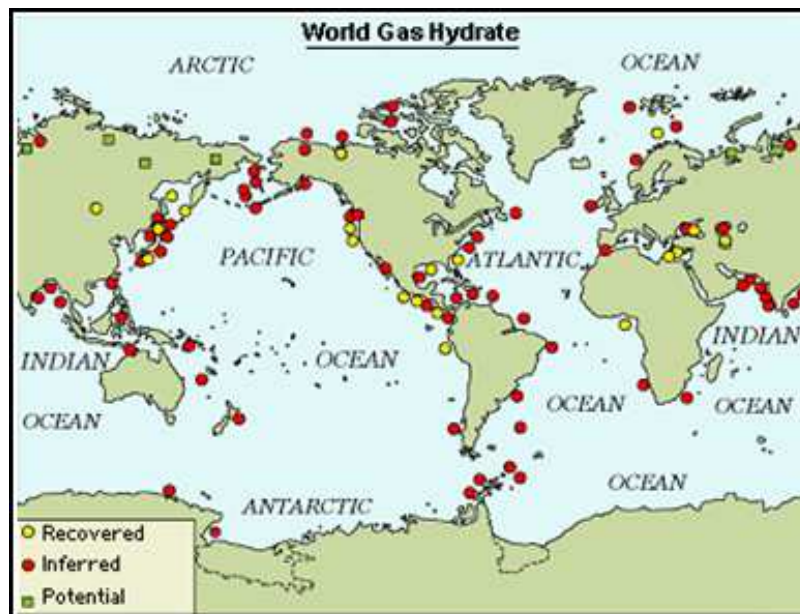 World Gas Hydrate
ARCTIC
OCEAN
PACIFIC
ATLANTIC
INDIAN
OCEAN
INDIAN
OCEAN
OCEAN
OCEAN
ANTARCTIC
OCEAN
Recovered
Inferred
Potential